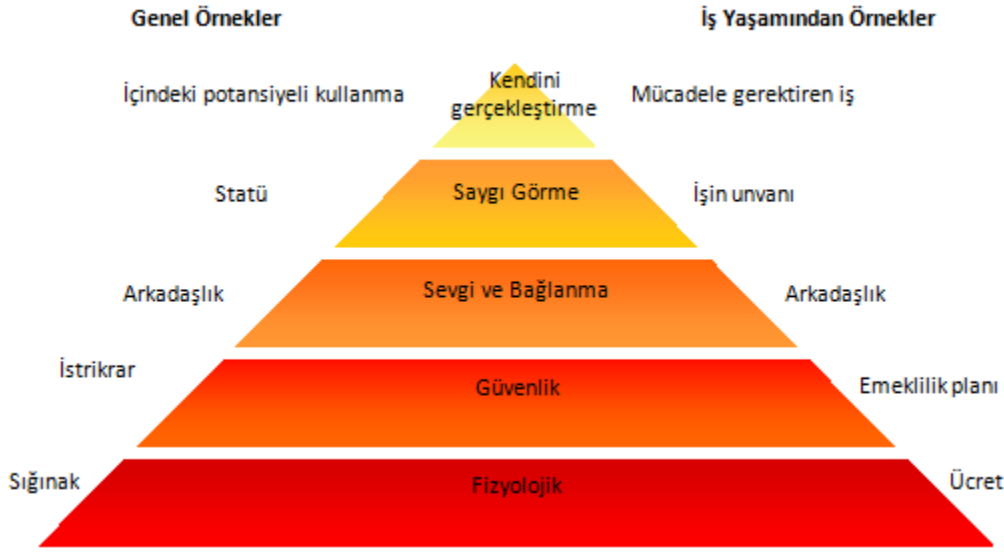 Genel Örnekler
İş Yaşamından Örnekler
İçindeki potansiyeli kullanma
Kendini
gerçekleştirme
Mücadele gerektiren iş
Statü
Saygı Görme
İşin unvanı
Arkadaşlık
Sevgi ve Bağlanma
Arkadaşlık
İstrikrar
Güvenlik
Emeklilik planı
Sığınak
Fizyolojik
Ücret